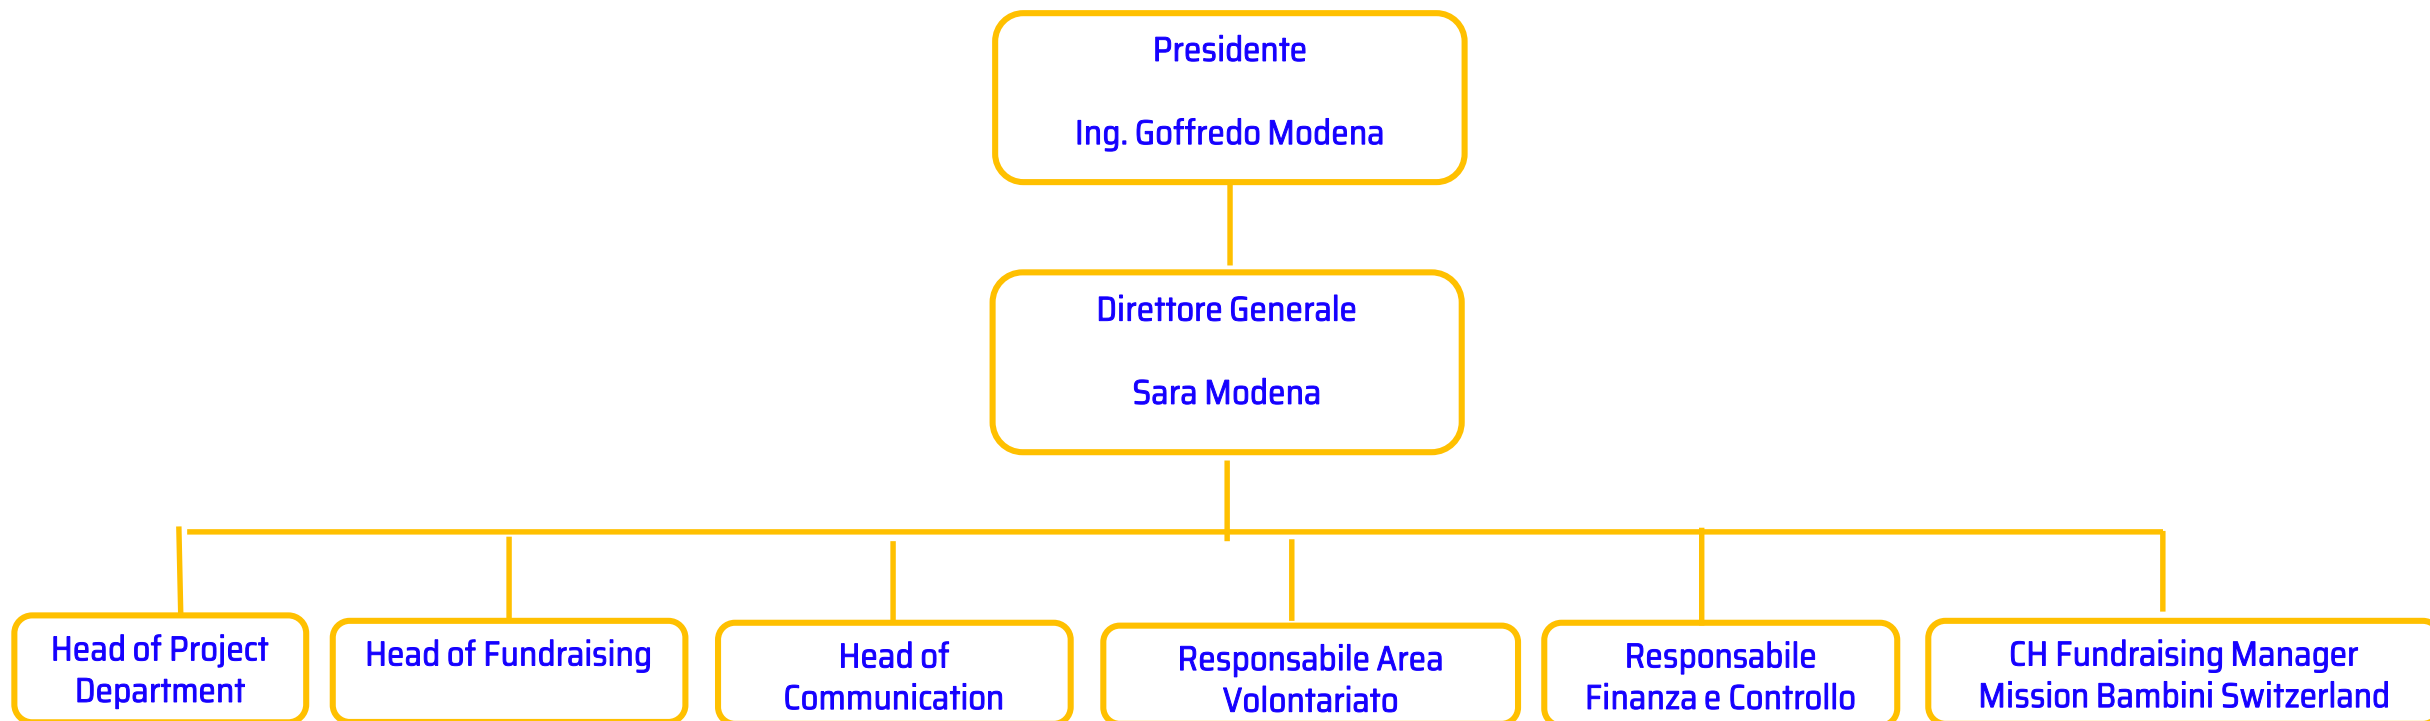 Presidente
Ing. Goffredo Modena
Direttore Generale
Sara Modena
Head of Project
Department
Head of Fundraising
Head of
Communication
Responsabile Area
Volontariato
Responsabile
Finanza e Controllo
CH Fundraising Manager
Mission Bambini Switzerland